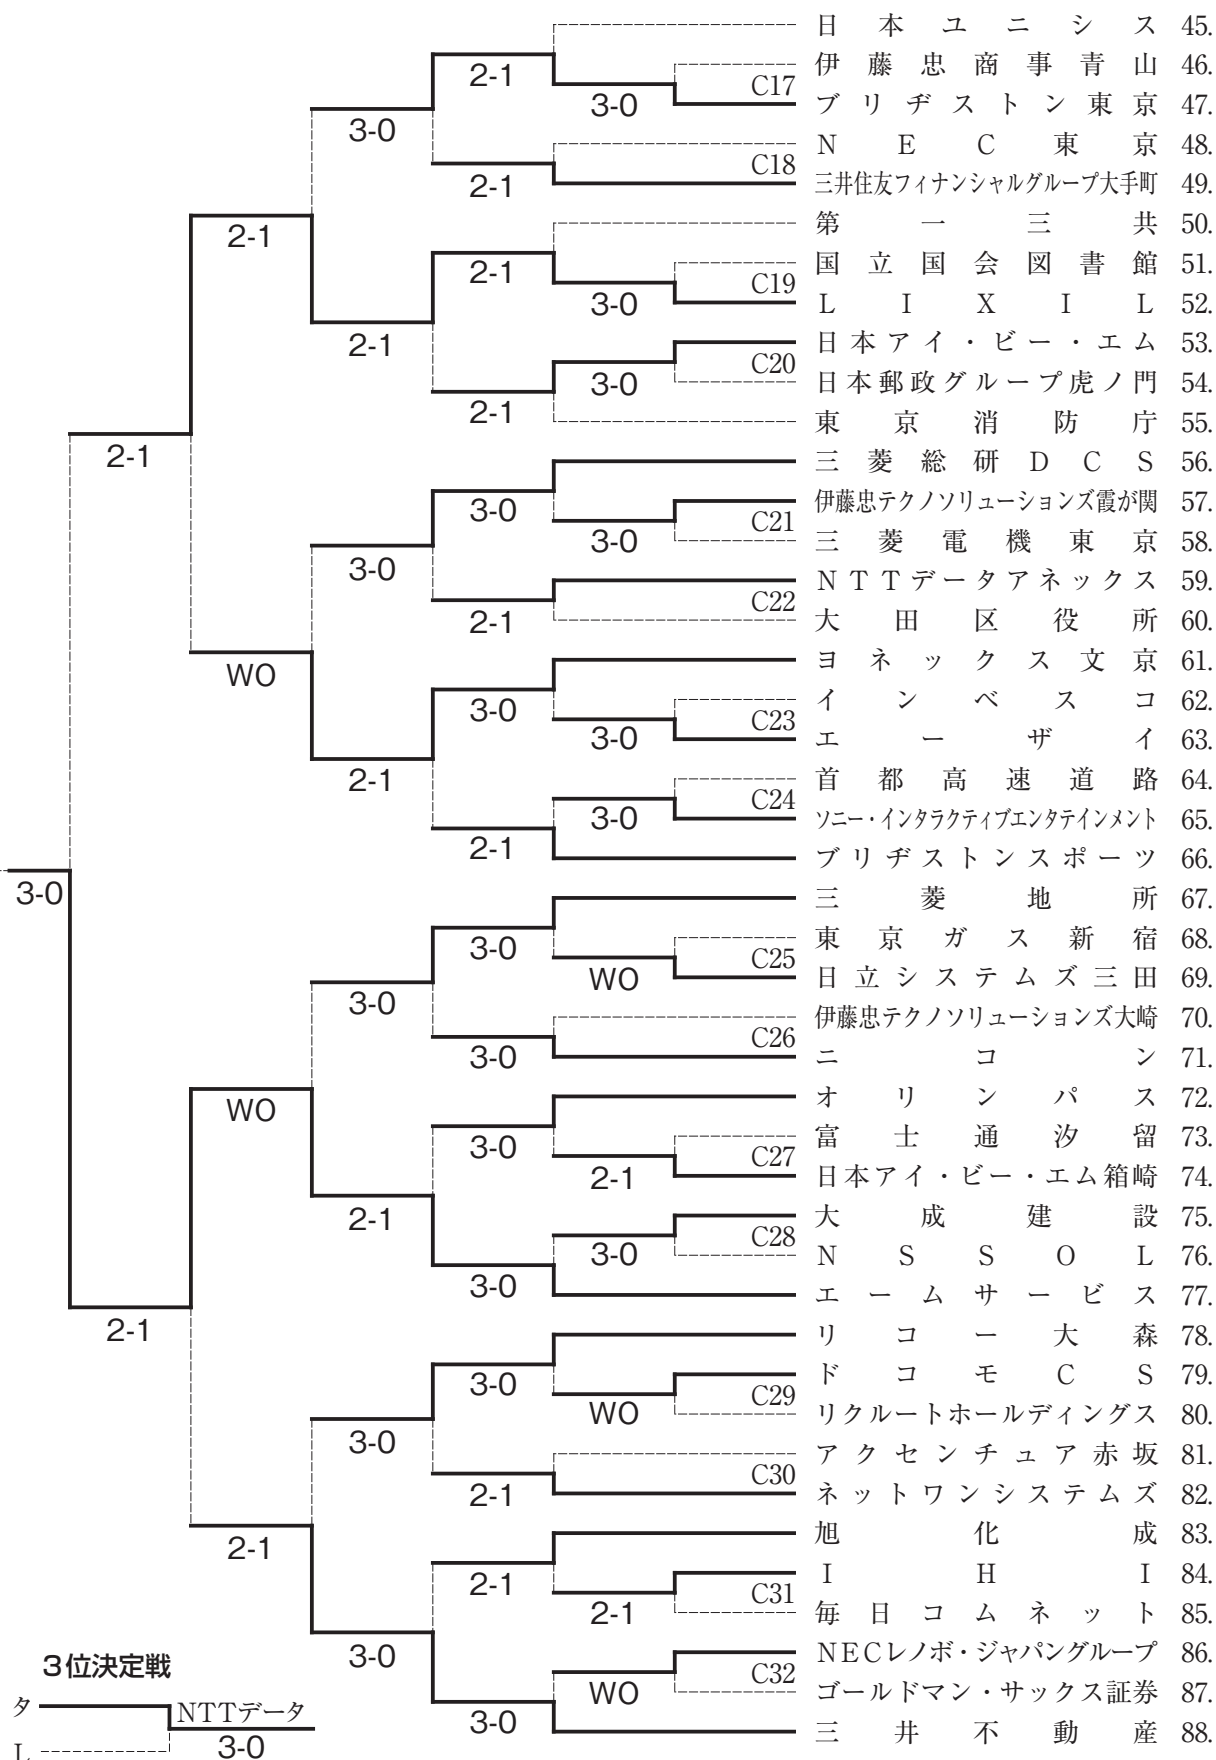 日本ユニシス 45.
2-1
伊藤忠商事青山 46.
C17
3-0
ブリヂストン東京 47.
3-0
NEC東京 48.
C18
2-1
三井住友フィナンシャルグループ大手町 49.
第一三共 50.
2-1
2-1
国立国会図書館 51.
C19
3-0
LIXIL 52.
2-1
日本アイ・ビー・エム 53.
C20
3-0
日本郵政グループ虎ノ門 54.
2-1
東京消防庁 55.
2-1
三菱総研DCS 56.
3-0
伊藤忠テクノソリューションズ霞が関 57.
C21
3-0
三菱電機東京 58.
3-0
NTTデータアネックス 59.
C22
2-1
大田区役所 60.
ヨネックス文京 61.
WO
3-0
インベスコ 62.
C23
3-0
エーザイ 63.
2-1
首都高速道路 64.
C24
3-0
ソニー・インタラクティブエンタテインメント 65.
2-1
ブリヂストンスポーツ 66.
3-0
三菱地所 67.
3-0
東京ガス新宿 68.
C25
WO
日立システムズ三田 69.
3-0
伊藤忠テクノソリューションズ大崎 70.
C26
3-0
ニコン 71.
オリンパス 72.
WO
3-0
富士通汐留 73.
C27
2-1
日本アイ・ビー・エム箱崎 74.
2-1
大成建設 75.
C28
3-0
NSSOL 76.
3-0
エームサービス 77.
2-1
リコー大森 78.
3-0
ドコモCS 79.
C29
WO
リクルートホールディングス 80.
3-0
アクセンチュア赤坂 81.
C30
2-1
ネットワンシステムズ 82.
旭化成 83.
2-1
2-1
IHI 84.
C31
2-1
毎日コムネット 85.
3-0
NECレノボ・ジャパングループ 86.
C32
WO
ゴールドマン・サックス証券 87.
3-0
三井不動産 88.
3位決定戦
タ
NTTデータ
3-0
L